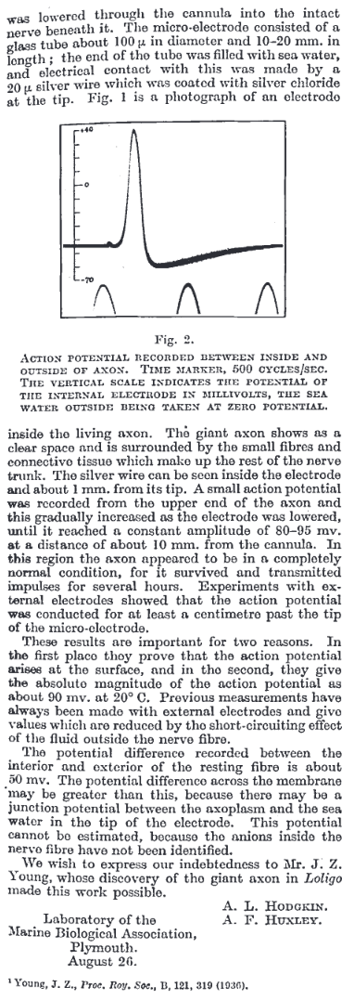 was lowered through the cannula into the intact
nerve beneath it. The micro-electrode consisted of a
glass tube about 100 μ in diameter and 10–20 mm. in
length ; the end of the tube was filled with sea water,
and electrical contact with this was made by a
20 μ silver wire which was coated with silver chloride
at the tip. Fig. 1 is a photograph of an electrode
+40
0
-70
Fig. 2.
ACTION POTENTIAL RECORDED BETWEEN INSIDE AND
OUTSIDE OF AXON. TIME MARKER, 500 CYCLES/SEC.
THE VERTICAL SCALE INDICATES THE POTENTIAL OF
THE INTERNAL ELECTRODE IN MILLIVOLTS, THE SEA
WATER OUTSIDE BEING TAKEN AT ZERO POTENTIAL.
inside the living axon. The giant axon shows as a
clear space and is surrounded by the small fibres and
connective tissue which make up the rest of the nerve
trunk. The silver wire can be seen inside the electrode
and about 1 mm. from its tip. A small action potential
was recorded from the upper end of the axon and
this gradually increased as the electrode was lowered,
until it reached a constant amplitude of 80–95 mv.
at a distance of about 10 mm. from the cannula. In
this region the axon appeared to be in a completely
normal condition, for it survived and transmitted
impulses for several hours. Experiments with ex-
ternal electrodes showed that the action potential
was conducted for at least a centimetre past the tip
of the micro-electrode.
These results are important for two reasons. In
the first place they prove that the action potential
arises at the surface, and in the second, they give
the absolute magnitude of the action potential as
about 90 mv. at 20° C. Previous measurements have
always been made with external electrodes and give
values which are reduced by the short-circuiting effect
of the fluid outside the nerve fibre.
The potential difference recorded between the
interior and exterior of the resting fibre is about
50 mv. The potential difference across the membrane
may be greater than this, because there may be a
junction potential between the axoplasm and the sea
water in the tip of the electrode. This potential
cannot be estimated, because the anions inside the
nerve fibre have not been identified.
We wish to express our indebtedness to Mr. J. Z.
Young, whose discovery of the giant axon in Loligo
made this work possible.
A. L. HODGKIN.
A. F. HUXLEY.
Laboratory of the
Marine Biological Association,
Plymouth.
August 26.
¹ Young, J. Z., Proc. Roy. Soc., B, 121, 319 (1936).